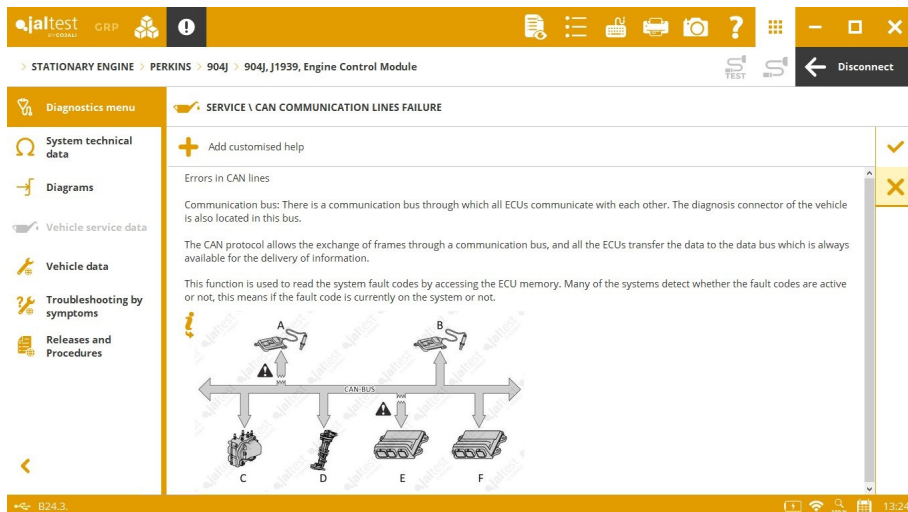 ajaltest GRP
BY COJALI
TEST
> STATIONARY ENGINE > PERKINS > 904J > 904J, J1939, Engine Control Module
Disconnect
Diagnostics menu
SERVICE \ CAN COMMUNICATION LINES FAILURE
System technical
data
Add customised help
Diagrams
Vehicle service data
Vehicle data
Troubleshooting by
symptoms
Releases and
Procedures
Errors in CAN lines
Communication bus: There is a communication bus through which all ECUs communicate with each other. The diagnosis connector of the vehicle
is also located in this bus.
The CAN protocol allows the exchange of frames through a communication bus, and all the ECUs transfer the data to the data bus which is always
available for the delivery of information.
This function is used to read the system fault codes by accessing the ECU memory. Many of the systems detect whether the fault codes are active
or not, this means if the fault code is currently on the system or not.
A B
CAN-BUS
C D E F
B24.3.
13:24